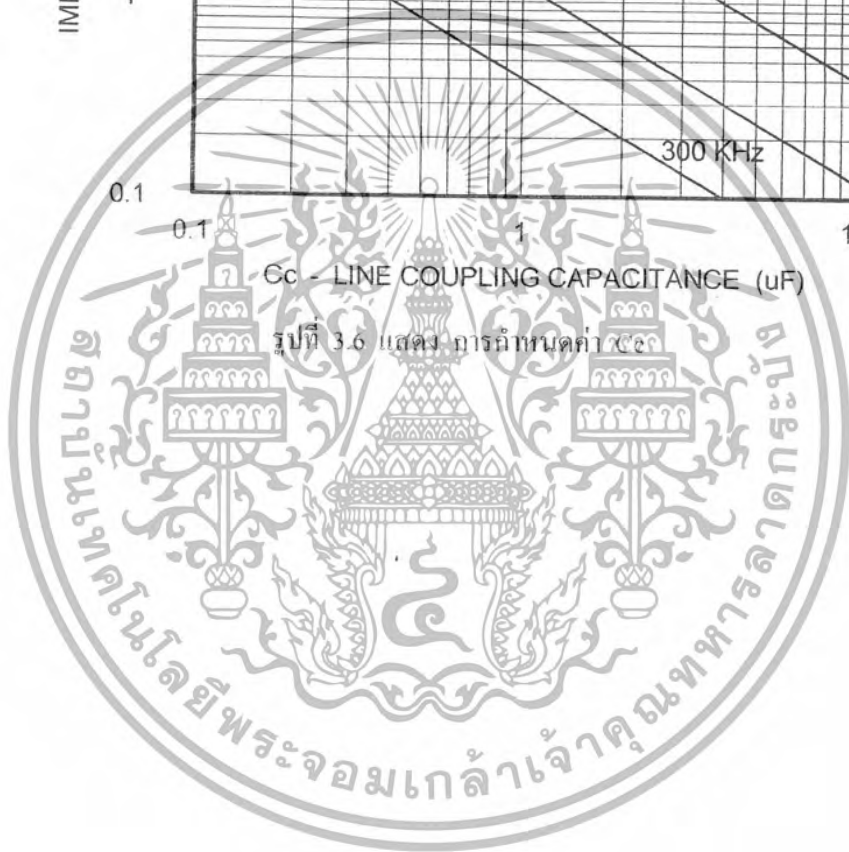 300 KHz
0.1
0.1 1
Cc - LINE COUPLING CAPACITANCE (uF)
รูปที่ 3.6 แสดง การกำหนดค่า Cc
สถาบันเทคโนโลยีพระจอมเกล้าเจ้าคุณทหารลาดกระบัง